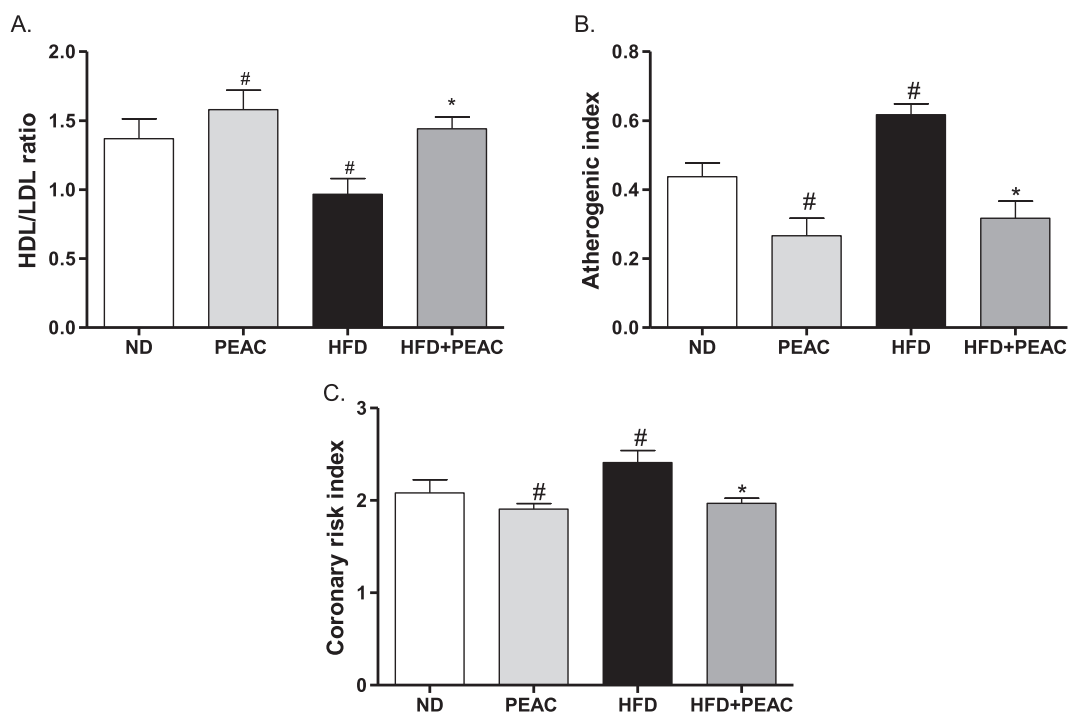 A.
HDL/LDL ratio
2.0
1.5
1.0
0.5
0.0
#
#
*
ND
PEAC
HFD
HFD+PEAC
B.
Atherogenic index
0.8
0.6
0.4
0.2
0.0
#
#
*
ND
PEAC
HFD
HFD+PEAC
C.
Coronary risk index
3
2
1
0
#
#
*
ND
PEAC
HFD
HFD+PEAC